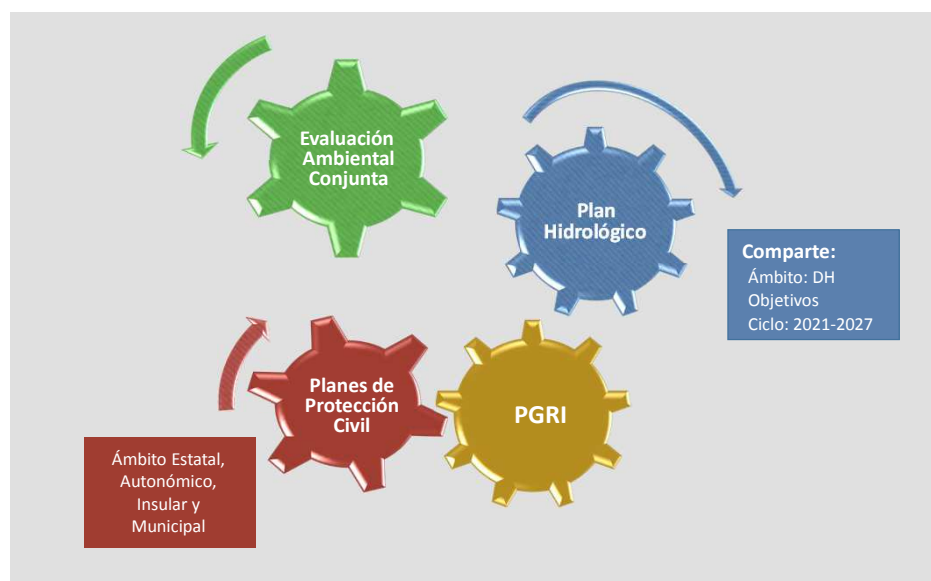 Evaluación
Ambiental
Conjunta
Plan
Hidrológico
Comparte:
Ámbito: DH
Objetivos
Ciclo: 2021-2027
Planes de
Protección
Civil
PGRI
Ámbito Estatal,
Autonómico,
Insular y
Municipal